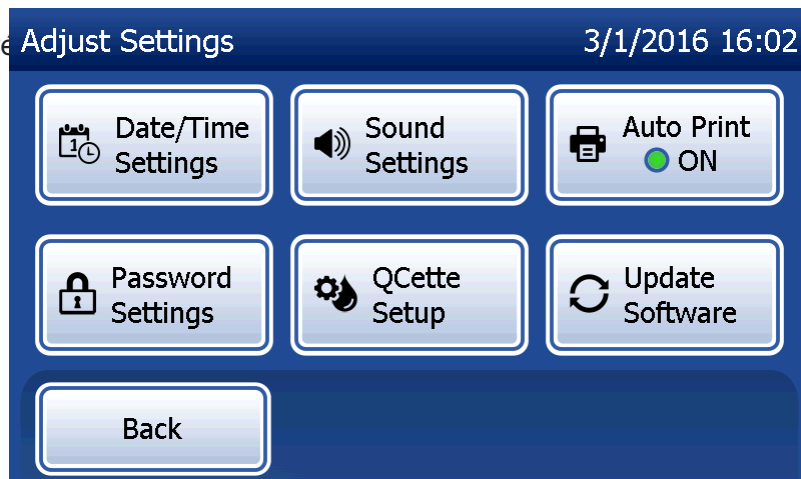 é
Adjust Settings 3/1/2016 16:02
Date/Time
Settings
Sound
Settings
Auto Print
ON
Password
Settings
QCette
Setup
Update
Software
Back